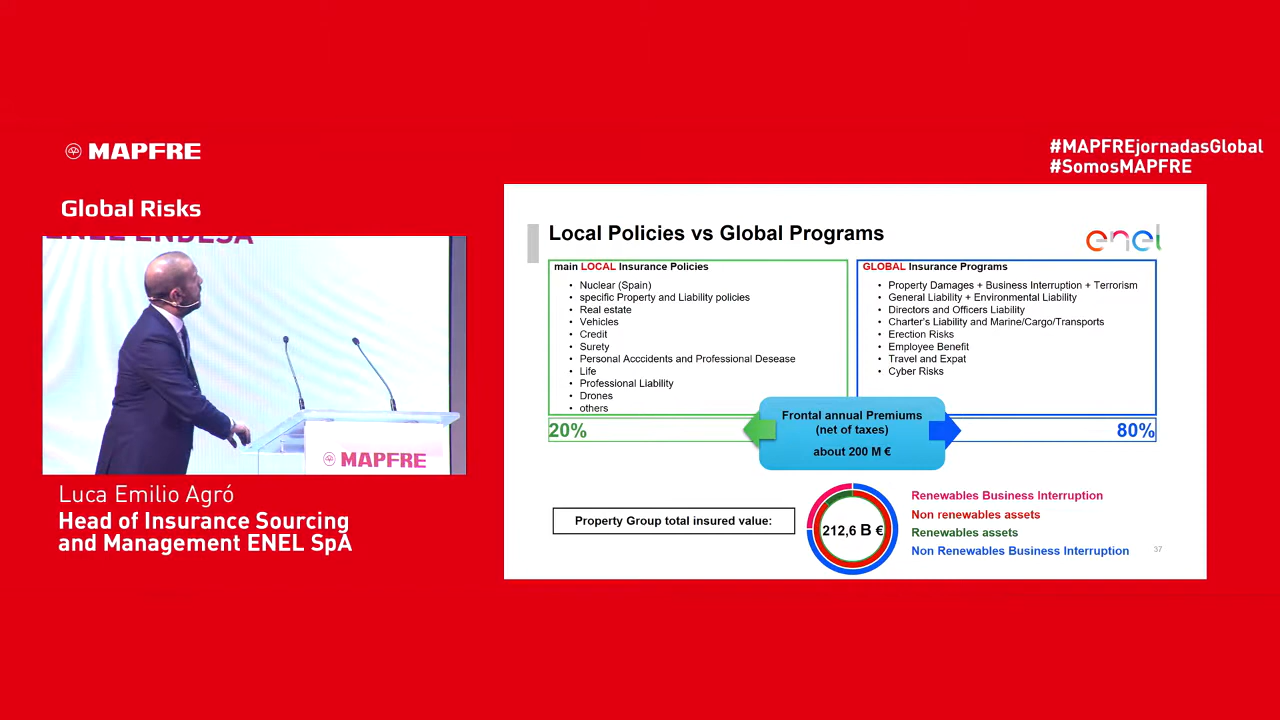 MAPFRE
Global Risks
#MAPFREjornadasGlobal
#SomosMAPFRE
ENEL ENDESA
MAPFRE
Luca Emilio Agró
Head of Insurance Sourcing
and Management ENEL SpA
Local Policies vs Global Programs
enel
main LOCAL Insurance Policies
• Nuclear (Spain)
• specific Property and Liability policies
• Real estate
• Vehicles
• Credit
• Surety
• Personal Acccidents and Professional Desease
• Life
• Professional Liability
• Drones
• others
GLOBAL Insurance Programs
• Property Damages + Business Interruption + Terrorism
• General Liability + Environmental Liability
• Directors and Officers Liability
• Charter's Liability and Marine/Cargo/Transports
• Erection Risks
• Employee Benefit
• Travel and Expat
• Cyber Risks
20%
Frontal annual Premiums
(net of taxes)
about 200 M €
80%
Property Group total insured value:
212,6 B €
Renewables Business Interruption
Non renewables assets
Renewables assets
Non Renewables Business Interruption
37